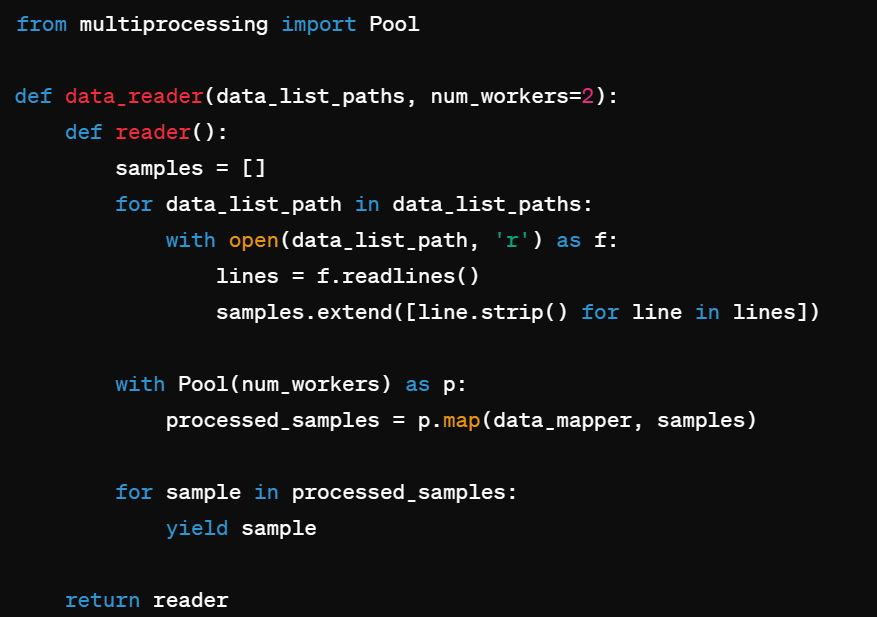 from multiprocessing import Pool
def data_reader(data_list_paths, num_workers=2):
    def reader():
        samples = []
        for data_list_path in data_list_paths:
            with open(data_list_path, 'r') as f:
                lines = f.readlines()
                samples.extend([line.strip() for line in lines])
        with Pool(num_workers) as p:
            processed_samples = p.map(data_mapper, samples)
        for sample in processed_samples:
            yield sample
    return reader